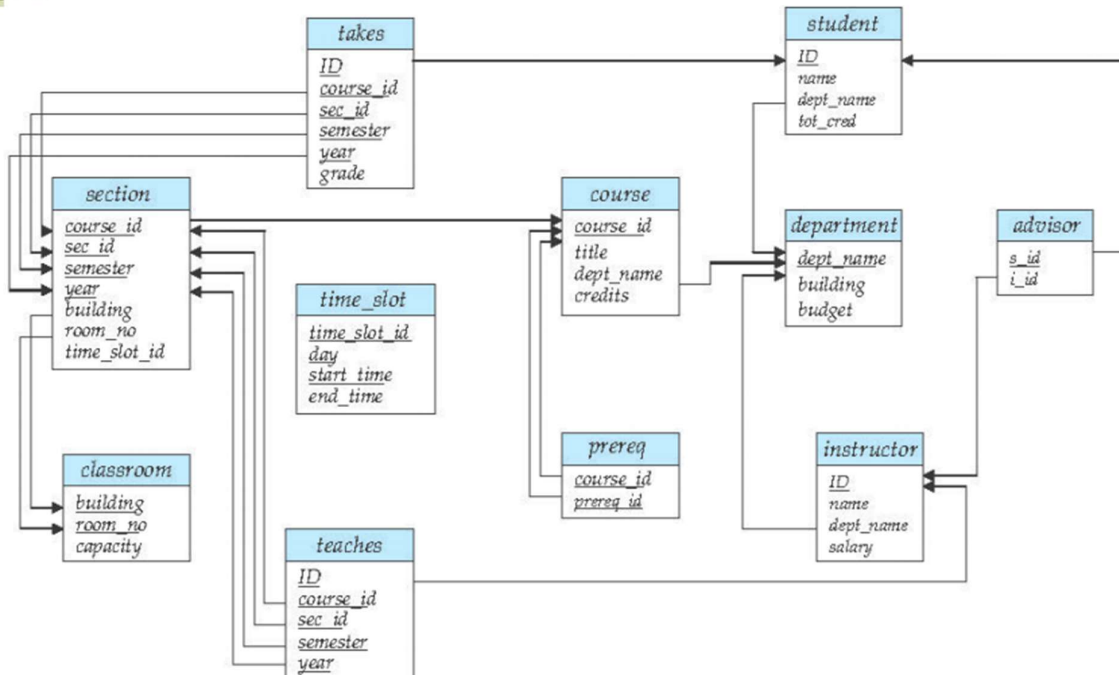 takes
ID
course_id
sec_id
semester
year
grade
student
ID
name
dept_name
tot_cred
section
course_id
sec_id
semester
year
building
room_no
time_slot_id
course
course_id
title
dept_name
credits
department
dept_name
building
budget
advisor
s_id
i_id
time_slot
time_slot_id
day
start_time
end_time
classroom
building
room_no
capacity
prereq
course_id
prereq_id
instructor
ID
name
dept_name
salary
teaches
ID
course_id
sec_id
semester
year